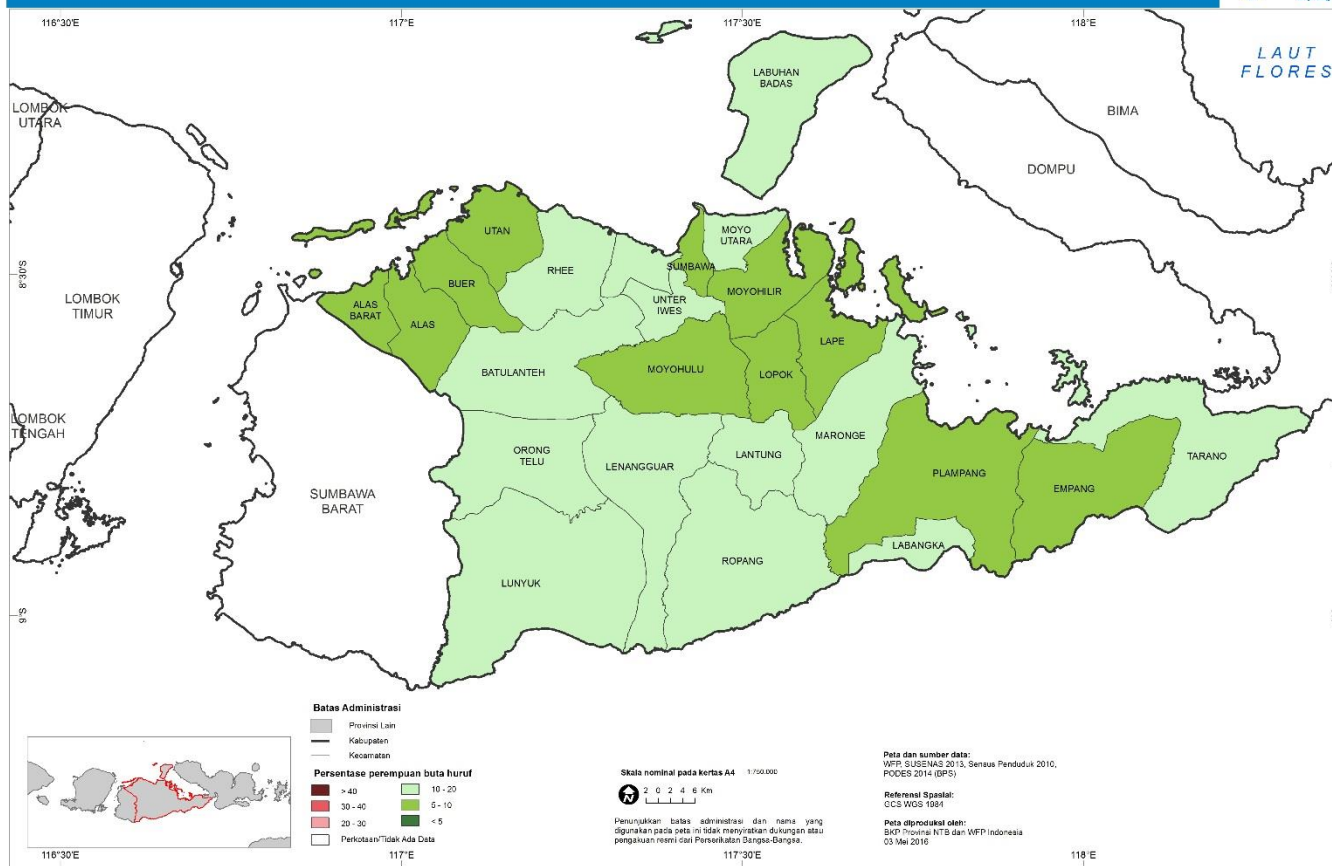 116°30'E
117°E
117°30'E
118°E
LAUT
FLORES
LOMBOK
UTARA
LABUHAN
BADAS
BIMA
DOMPU
UTAN
MOYO
UTARA
8°30'S
RHEE
SUMBAWA
BUER
MOYOHILIR
LOMBOK
TIMUR
ALAS
BARAT
ALAS
UNTER
IWES
LAPE
BATULANTEH
MOYOHULU
LOPOK
LOMBOK
TENGAH
MARONGE
ORONG
TELU
LENANGGUAR
LANTUNG
TARANO
PLAMPANG
EMPANG
SUMBAWA
BARAT
LABANGKA
ROPANG
LUNYUK
9°S
Batas Administrasi
Provinsi Lain
Kabupaten
Kecamatan
Persentase perempuan buta huruf
> 40
30 - 40
20 - 30
10 - 20
5 - 10
< 5
Perkotaan/Tidak Ada Data
Skala nominal pada kertas A4 1:750.000
2 0 2 4 6 Km
Penunjukkan batas administrasi dan nama yang
digunakan pada peta ini tidak menyiratkan dukungan atau
pengakuan resmi dari Perserikatan Bangsa-Bangsa.
Peta dan sumber data:
WFP, SUSENAS 2013, Sensus Penduduk 2010,
PODES 2014 (BPS)
Referensi Spasial:
GCS WGS 1984
Peta diproduksi oleh:
BKP Provinsi NTB dan WFP Indonesia
03 Mei 2016
116°30'E
117°E
117°30'E
118°E